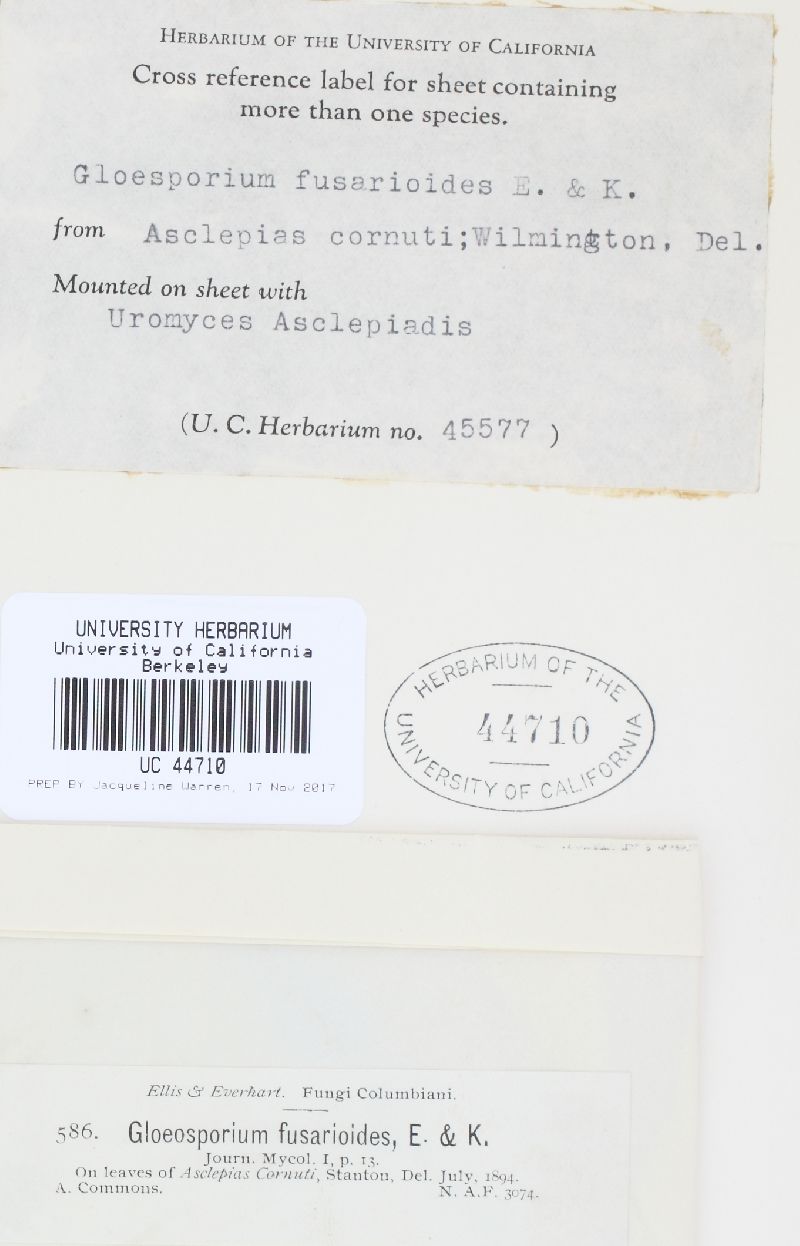 HERBARIUM OF THE UNIVERSITY OF CALIFORNIA
Cross reference label for sheet containing
more than one species.
Gloesporium fusarioides E. & K.
from Asclepias cornuti;Wilmington, Del.
Mounted on sheet with
Uromyces Asclepiadis
(U. C. Herbarium no. 45577 )
UNIVERSITY HERBARIUM
University of California
Berkeley
UC 44710
PREP BY Jacqueline Warren, 17 Nov 2017
HERBARIUM OF THE
44710
UNIVERSITY OF CALIFORNIA
Ellis & Everhart. Fungi Columbiani.
586. Gloeosporium fusarioides, E. & K.
Journ. Mycol. I, p. 13.
On leaves of Asclepias Cornuti, Stanton, Del. July, 1894.
A. Commons. N. A.F. 3074.